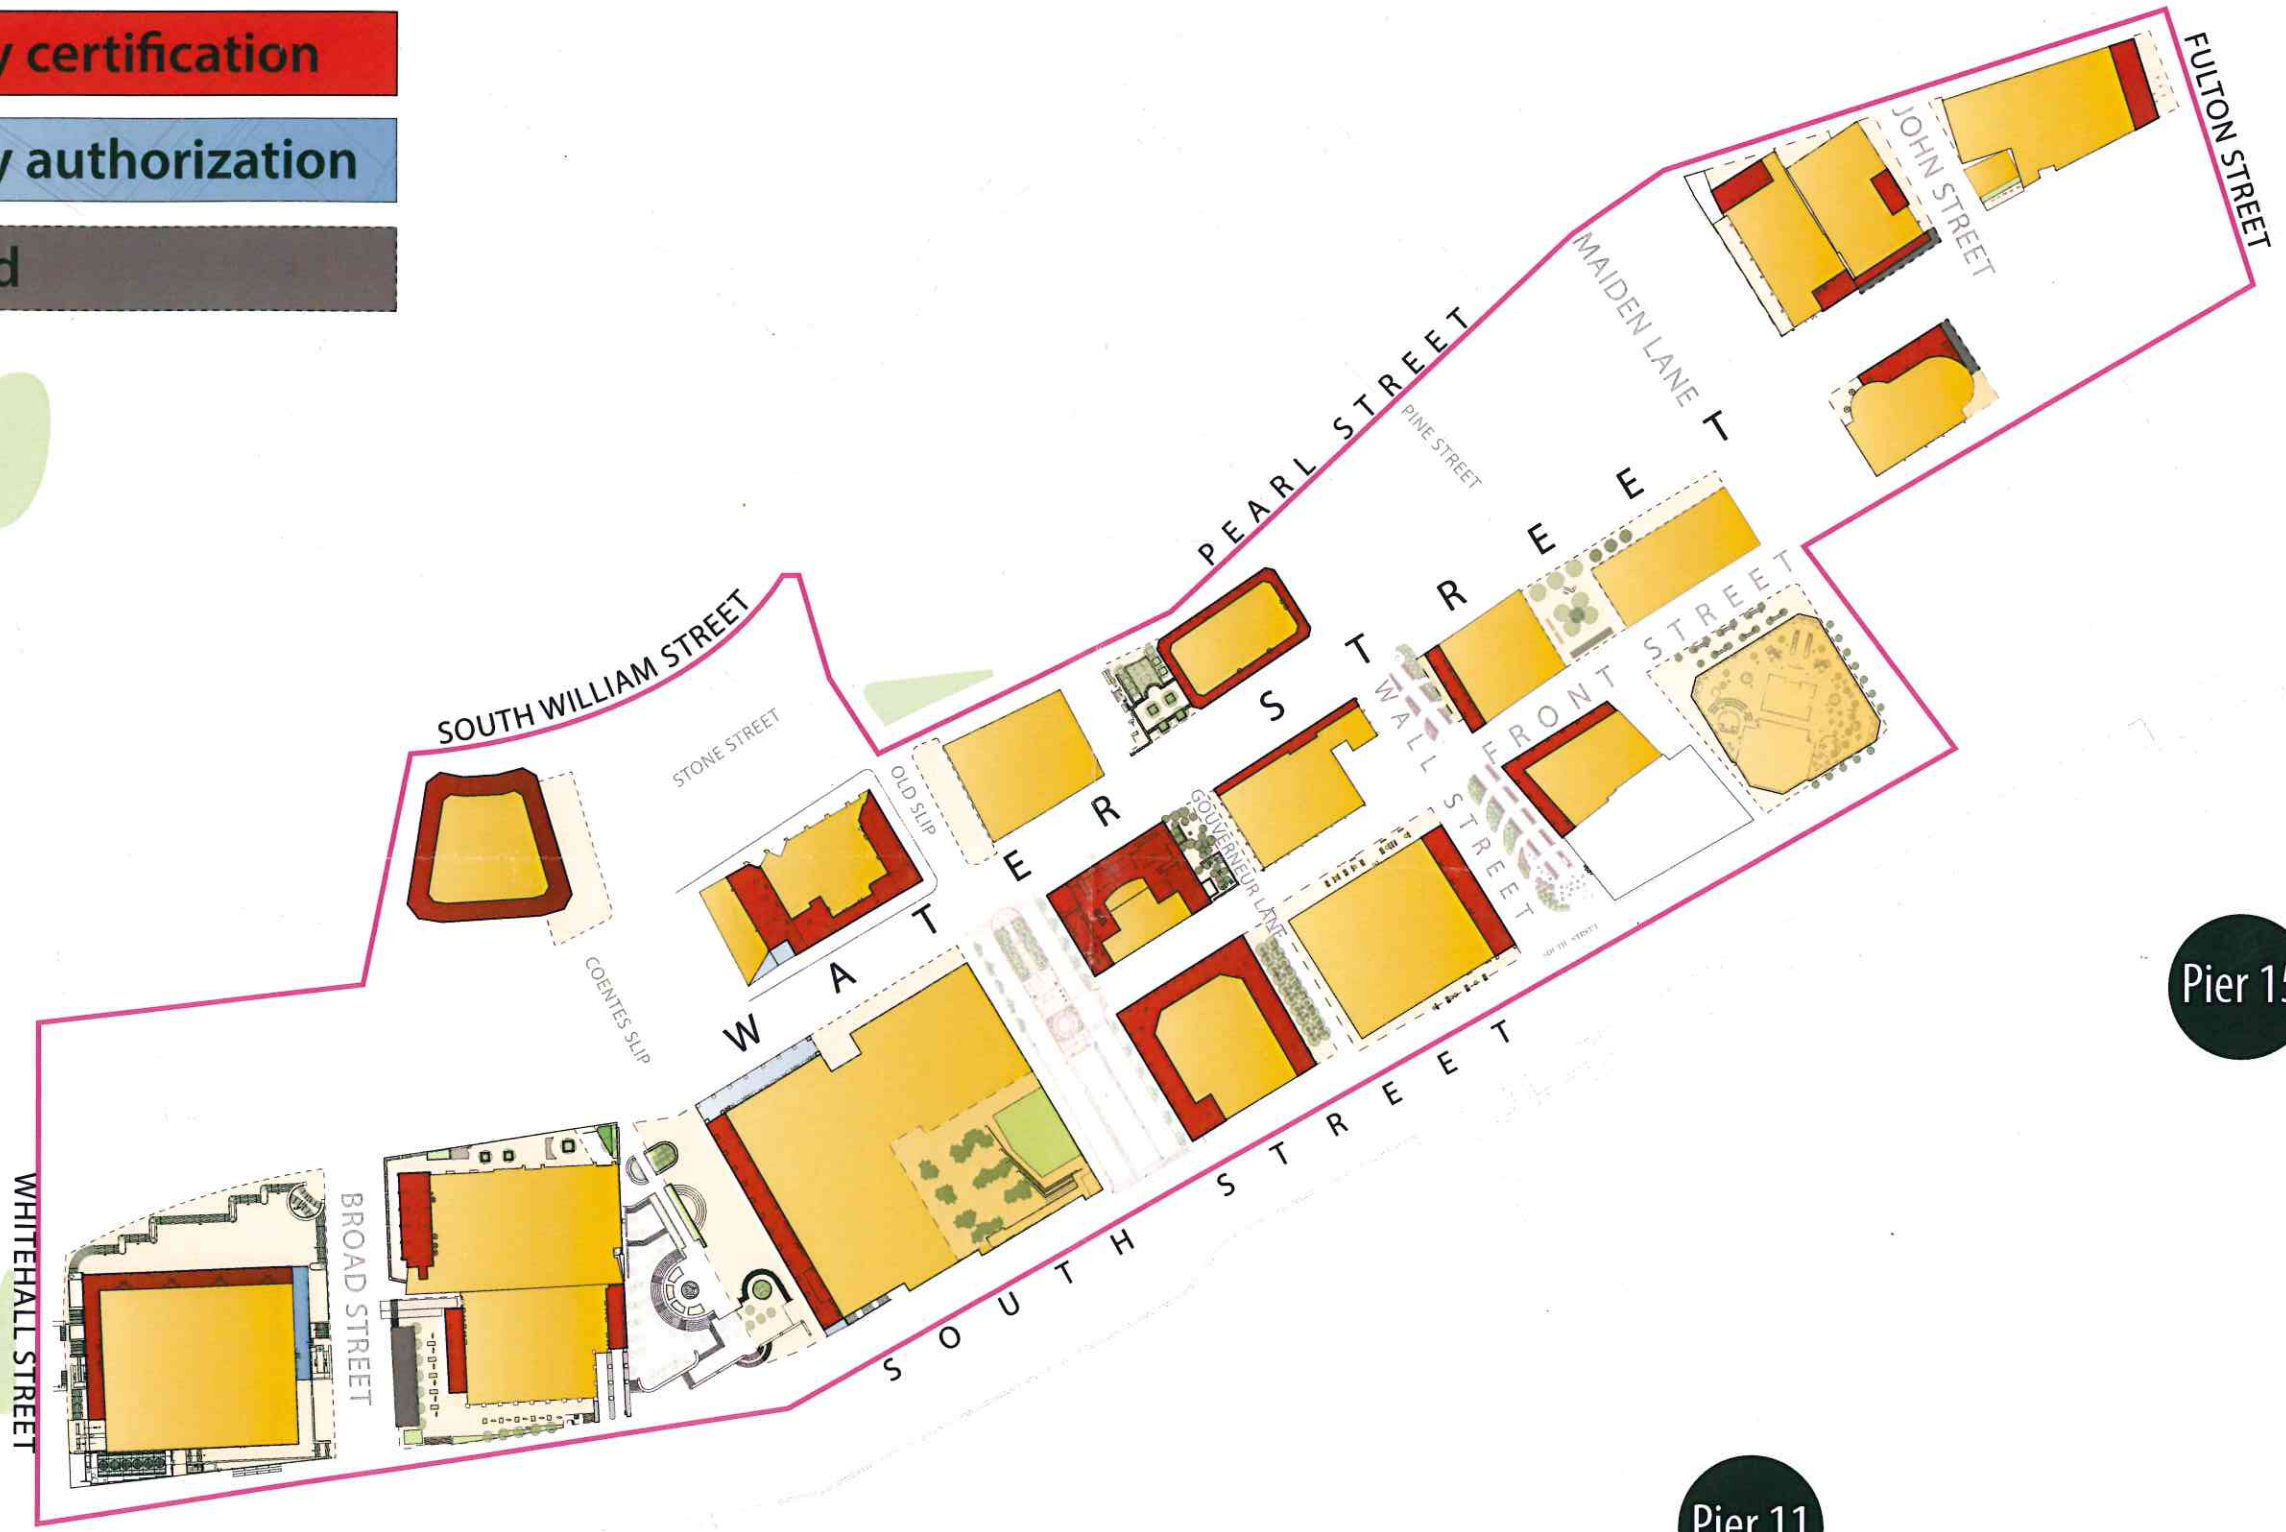 y certification
y authorization
d
FULTON STREET
JOHN STREET
MAIDEN LANE
PEARL STREET
PINE STREET
WATER STREET
SOUTH WILLIAM STREET
STONE STREET
OLD SLIP
FRONT STREET
WALL STREET
GOUVERNEUR LANE
COENTES SLIP
SOUTH STREET
SOUTH STREET
BROAD STREET
WHITEHALL STREET
Pier 15
Pier 11